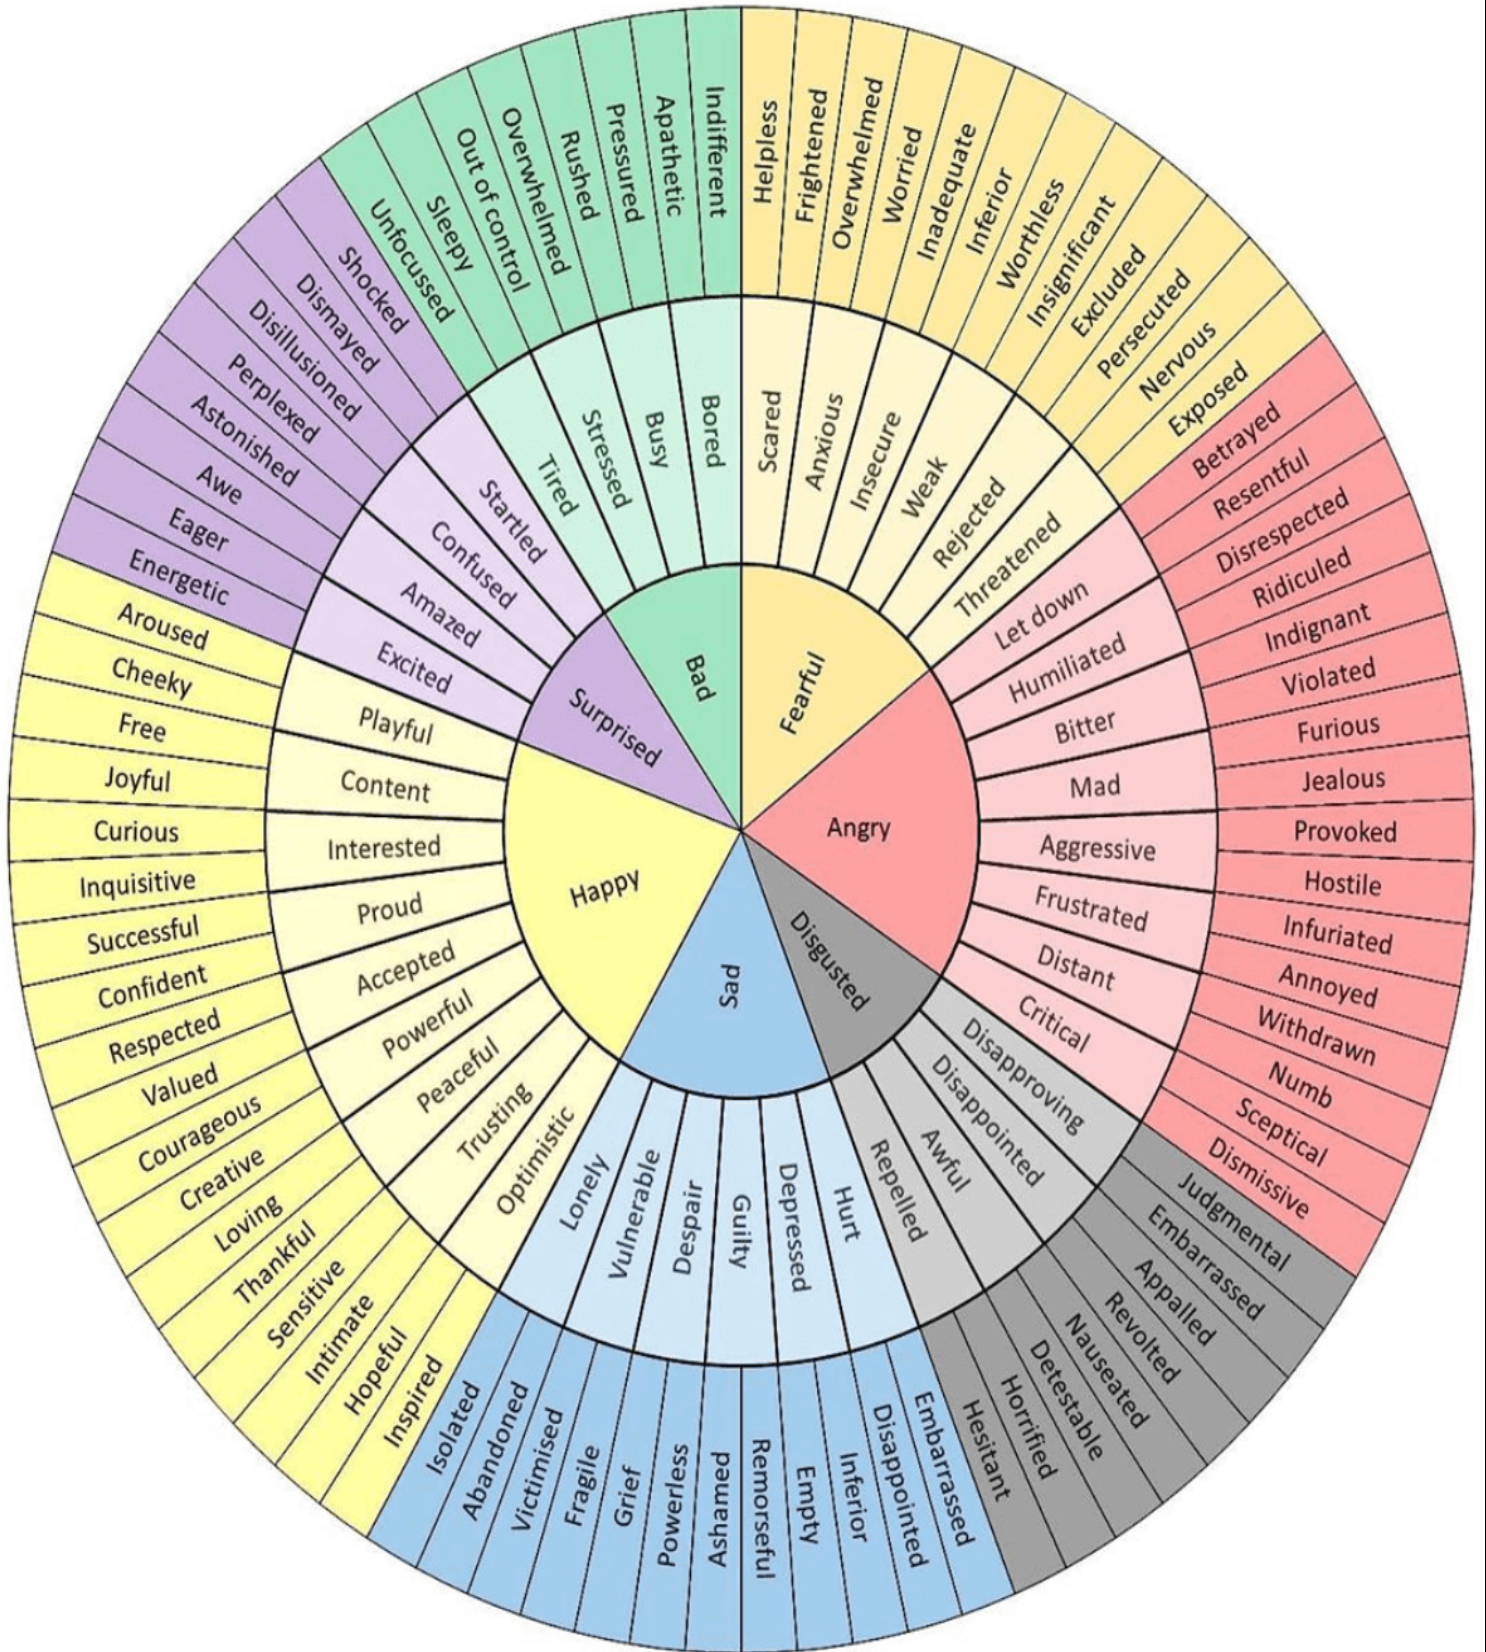 Fearful
Angry
Disgusted
Sad
Happy
Surprised
Bad
Scared
Anxious
Insecure
Weak
Rejected
Threatened
Let down
Humiliated
Bitter
Mad
Aggressive
Frustrated
Distant
Critical
Disapproving
Disappointed
Awful
Repelled
Hurt
Depressed
Guilty
Despair
Vulnerable
Lonely
Optimistic
Trusting
Peaceful
Powerful
Accepted
Proud
Interested
Content
Playful
Excited
Amazed
Confused
Startled
Tired
Stressed
Busy
Bored
Helpless
Frightened
Overwhelmed
Worried
Inadequate
Inferior
Worthless
Insignificant
Excluded
Persecuted
Nervous
Exposed
Betrayed
Resentful
Disrespected
Ridiculed
Indignant
Violated
Furious
Jealous
Provoked
Hostile
Infuriated
Annoyed
Withdrawn
Numb
Sceptical
Dismissive
Judgmental
Embarrassed
Appalled
Revolted
Nauseated
Detestable
Horrified
Hesitant
Embarrassed
Disappointed
Inferior
Empty
Remorseful
Ashamed
Powerless
Grief
Fragile
Victimised
Abandoned
Isolated
Inspired
Hopeful
Intimate
Sensitive
Thankful
Loving
Creative
Courageous
Valued
Respected
Confident
Successful
Inquisitive
Curious
Joyful
Free
Cheeky
Aroused
Energetic
Eager
Awe
Astonished
Perplexed
Disillusioned
Dismayed
Shocked
Unfocussed
Sleepy
Out of control
Overwhelmed
Rushed
Pressured
Apathetic
Indifferent